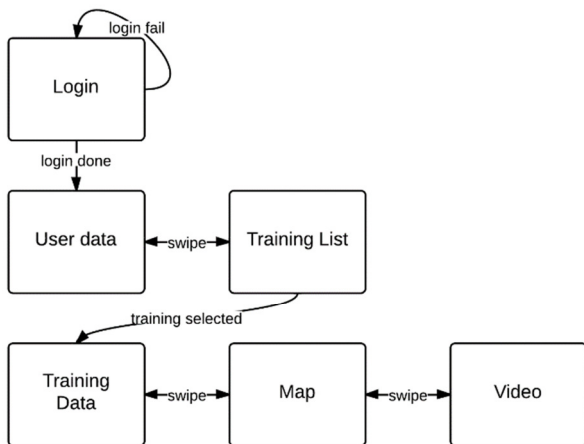 login fail
Login
login done
User data
swipe
Training List
training selected
Training
Data
swipe
Map
swipe
Video